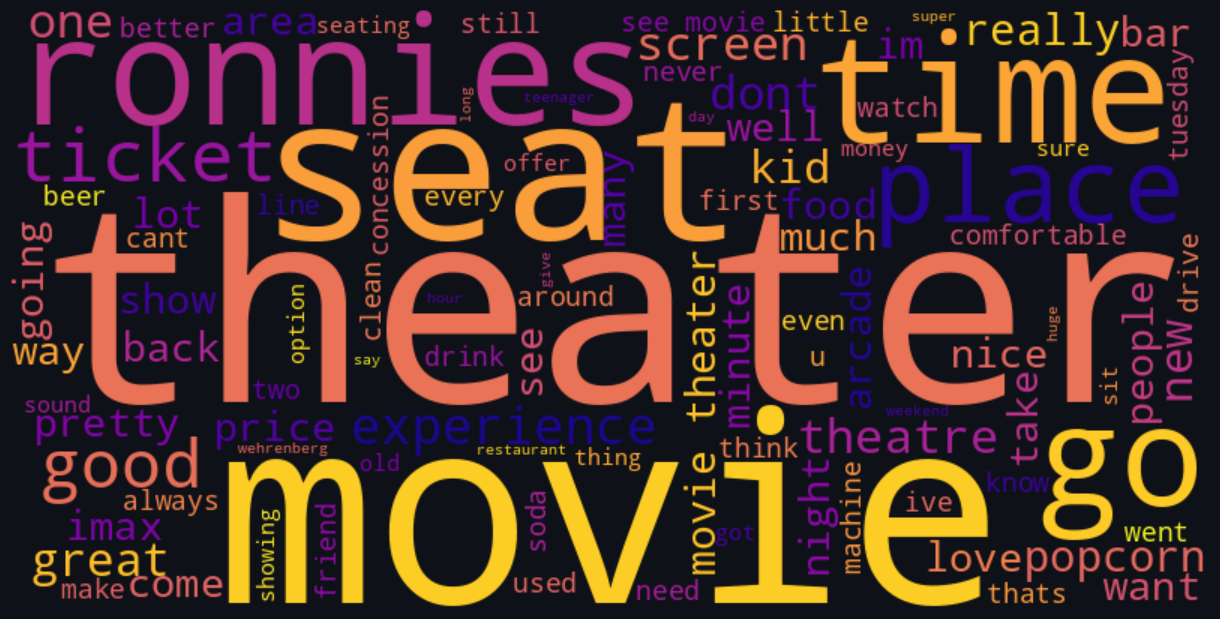 one better area seating still see movie little super really bar
ronnies screen never im time
teenager long dont watch tuesday
ticket seat day well money sure
concession offer many kid place
beer lot line every first food
cant much comfortable
going theater drive
show option clean give around movie theater minute even arcade huge people new
way back hour say drink see u nice sit
two take
sound pretty price experience weekend
wehrenberg old restaurant thing think theatre go
good always movie night machine ive know
imax showing friend soda got went
great make come used need love popcorn
thats want